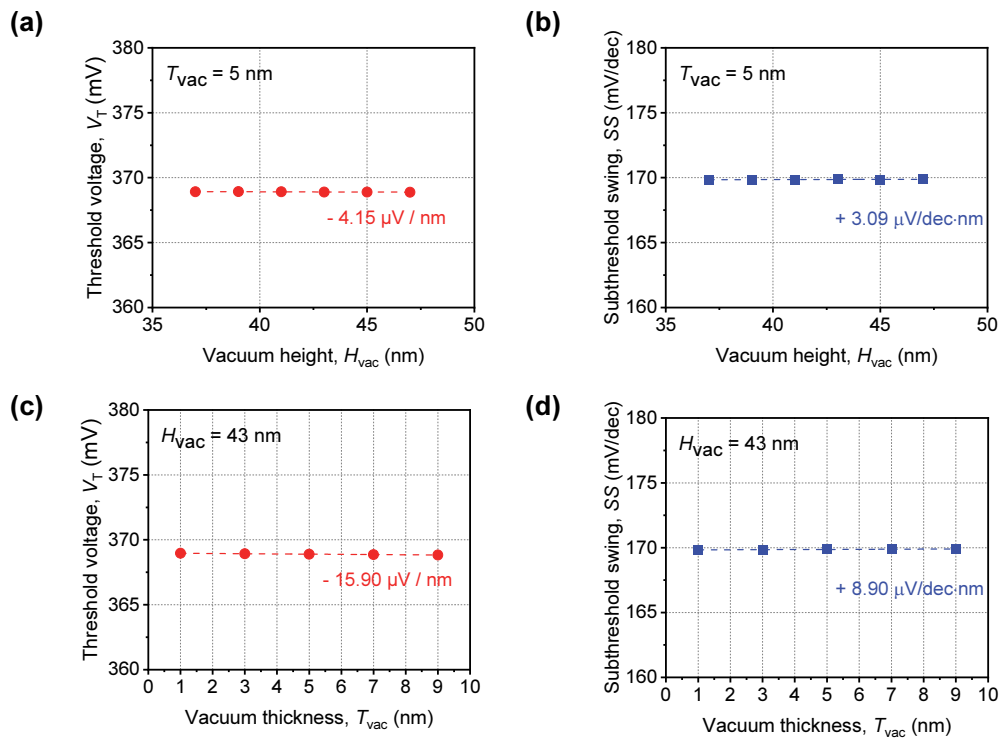 (a)
380
375
370
365
360
Threshold voltage, VT (mV)
Tvac = 5 nm
- 4.15 µV / nm
35 40 45 50
Vacuum height, Hvac (nm)
(b)
180
175
170
165
160
Subthreshold swing, SS (mV/dec)
Tvac = 5 nm
+ 3.09 µV/dec·nm
35 40 45 50
Vacuum height, Hvac (nm)
(c)
380
375
370
365
360
Threshold voltage, VT (mV)
Hvac = 43 nm
- 15.90 µV / nm
0 1 2 3 4 5 6 7 8 9 10
Vacuum thickness, Tvac (nm)
(d)
180
175
170
165
160
Subthreshold swing, SS (mV/dec)
Hvac = 43 nm
+ 8.90 µV/dec·nm
0 1 2 3 4 5 6 7 8 9 10
Vacuum thickness, Tvac (nm)